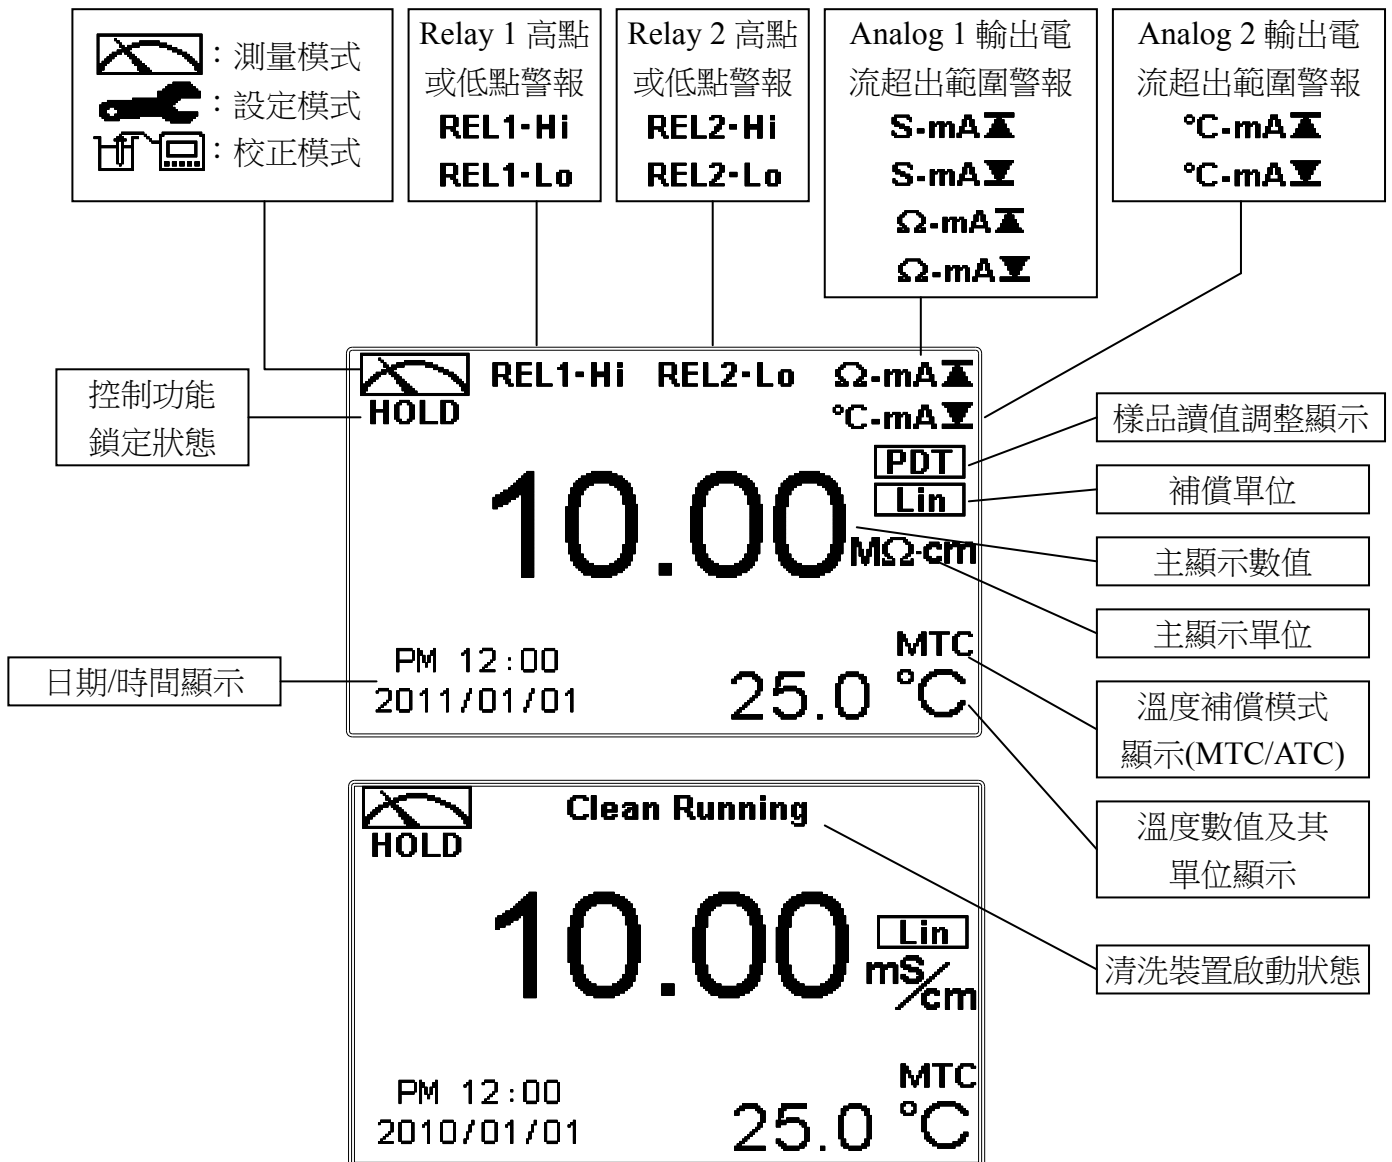 ：測量模式
：設定模式
：校正模式
Relay 1 高點
或低點警報
REL1-Hi
REL1-Lo
Relay 2 高點
或低點警報
REL2-Hi
REL2-Lo
Analog 1 輸出電
流超出範圍警報
S-mA
S-mA
Ω-mA
Ω-mA
Analog 2 輸出電
流超出範圍警報
°C-mA
°C-mA
控制功能
鎖定狀態
REL1-Hi REL2-Lo Ω-mA
HOLD °C-mA
PDT
Lin
10.00 MΩ·cm
MTC
PM 12:00
2011/01/01
25.0 °C
日期/時間顯示
樣品讀值調整顯示
補償單位
主顯示數值
主顯示單位
溫度補償模式
顯示(MTC/ATC)
溫度數值及其
單位顯示
清洗裝置啟動狀態
Clean Running
HOLD
Lin
10.00 mS/cm
MTC
PM 12:00
2010/01/01
25.0 °C